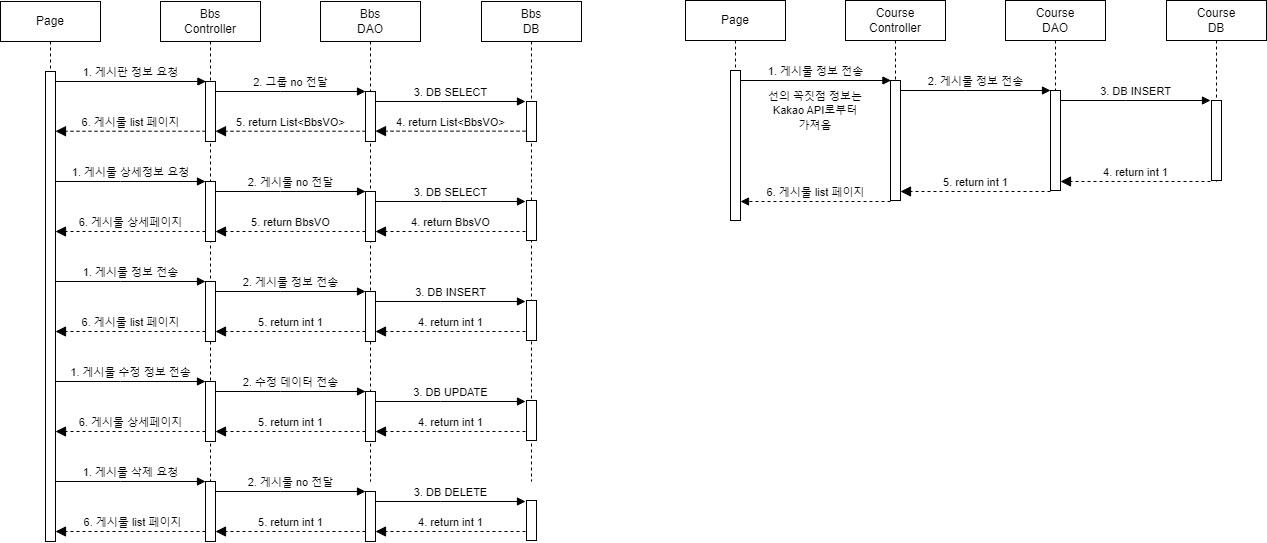 Page
Bbs
Controller
Bbs
DAO
Bbs
DB
1. 게시판 정보 요청
2. 그룹 no 전달
3. DB SELECT
4. return List<BbsVO>
5. return List<BbsVO>
6. 게시물 list 페이지
1. 게시물 상세정보 요청
2. 게시물 no 전달
3. DB SELECT
4. return BbsVO
5. return BbsVO
6. 게시물 상세페이지
1. 게시물 정보 전송
2. 게시물 정보 전송
3. DB INSERT
4. return int 1
5. return int 1
6. 게시물 list 페이지
1. 게시물 수정 정보 전송
2. 수정 데이터 전송
3. DB UPDATE
4. return int 1
5. return int 1
6. 게시물 상세페이지
1. 게시물 삭제 요청
2. 게시물 no 전달
3. DB DELETE
4. return int 1
5. return int 1
6. 게시물 list 페이지
Page
Course
Controller
Course
DAO
Course
DB
1. 게시물 정보 전송
선의 꼭짓점 정보는
Kakao API로부터
가져옴
2. 게시물 정보 전송
3. DB INSERT
4. return int 1
5. return int 1
6. 게시물 list 페이지